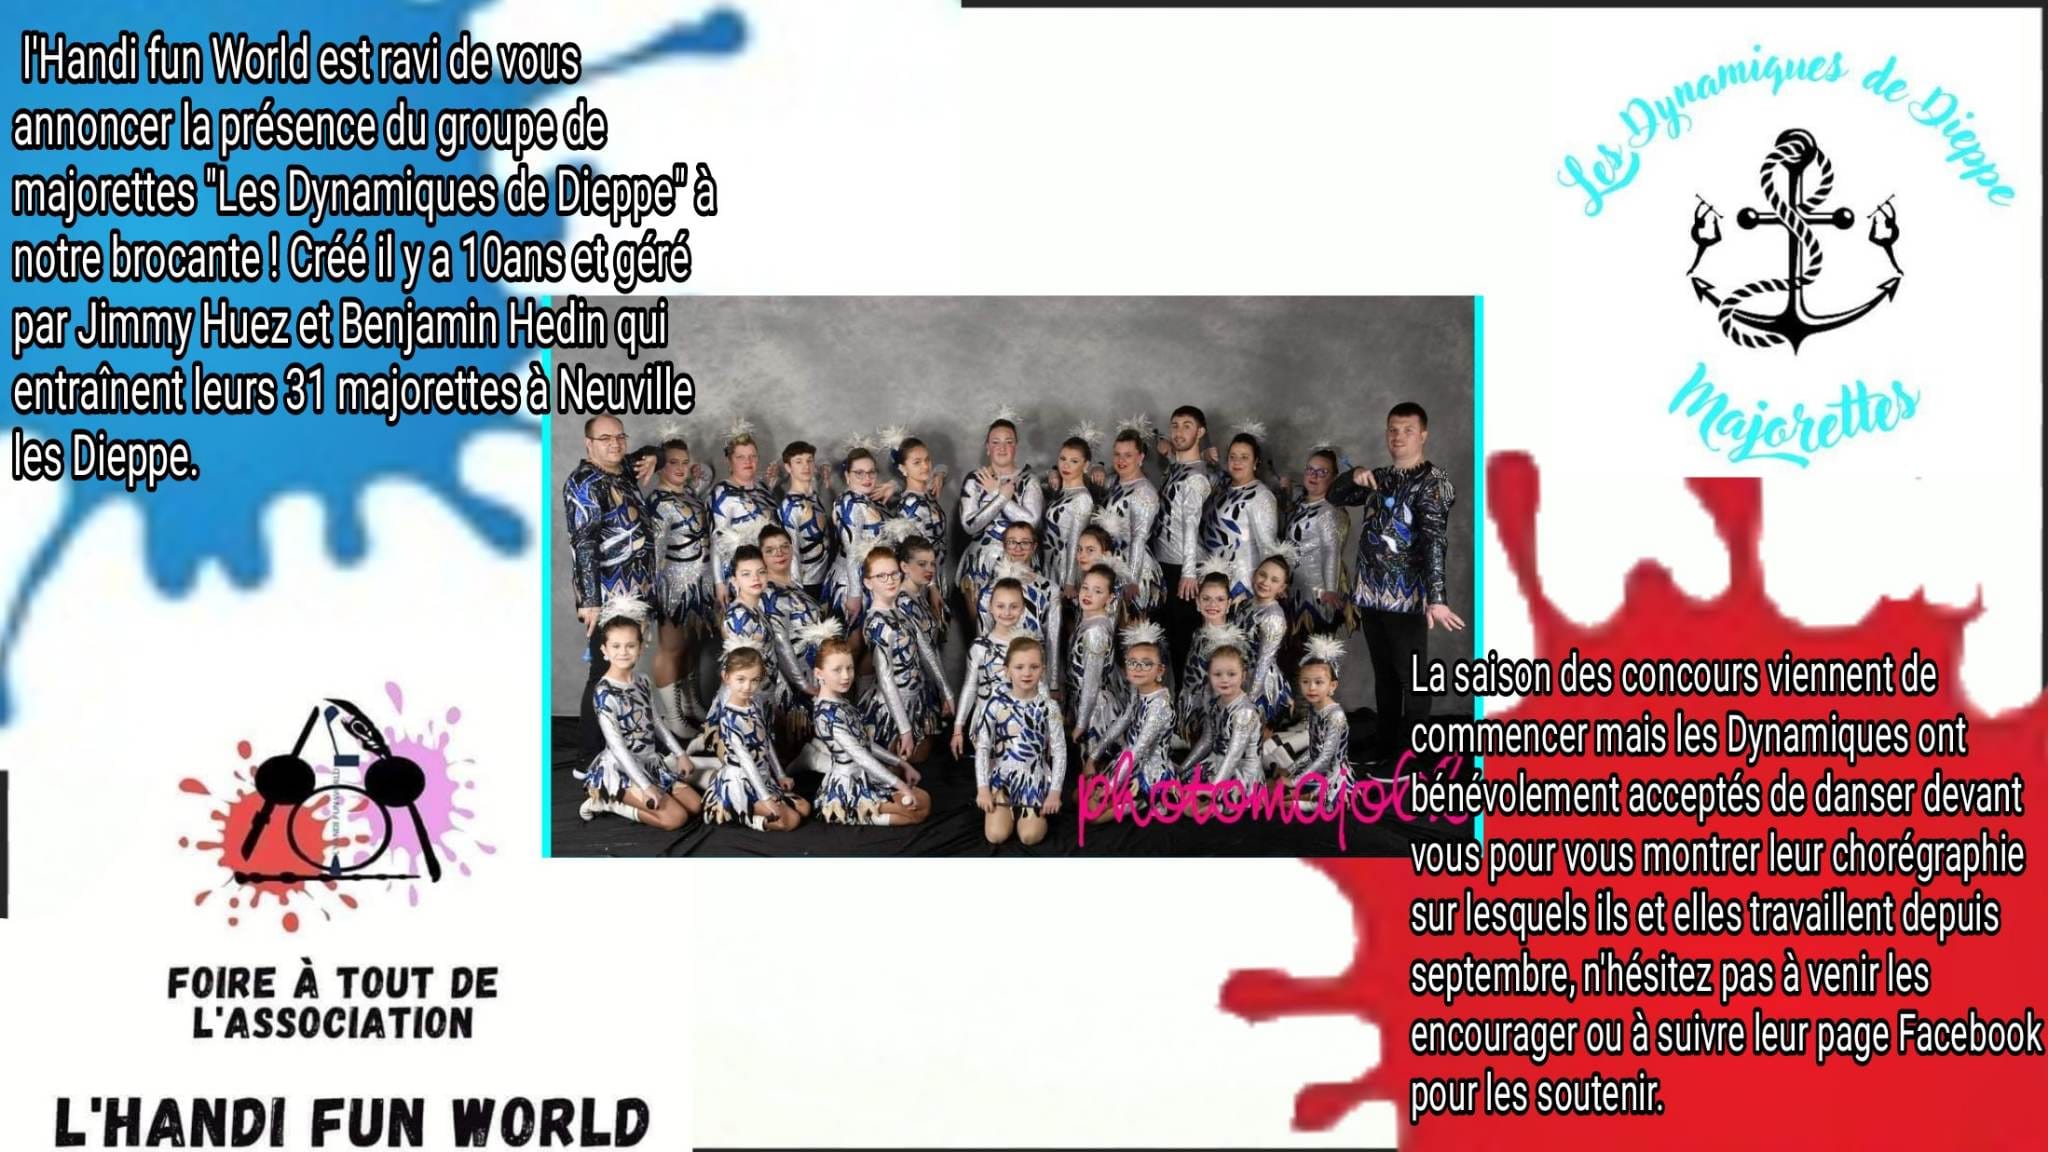 l'Handi fun World est ravi de vous
annoncer la présence du groupe de
majorettes "Les Dynamiques de Dieppe" à
notre brocante ! Créé il y a 10ans et géré
par Jimmy Huez et Benjamin Hedin qui
entraînent leurs 31 majorettes à Neuville
les Dieppe.
Les Dynamiques de Dieppe
Majorettes
La saison des concours viennent de
commencer mais les Dynamiques ont
bénévolement acceptés de danser devant
vous pour vous montrer leur chorégraphie
sur lesquels ils et elles travaillent depuis
septembre, n'hésitez pas à venir les
encourager ou à suivre leur page Facebook
pour les soutenir.
FOIRE À TOUT DE
L'ASSOCIATION
L'HANDI FUN WORLD